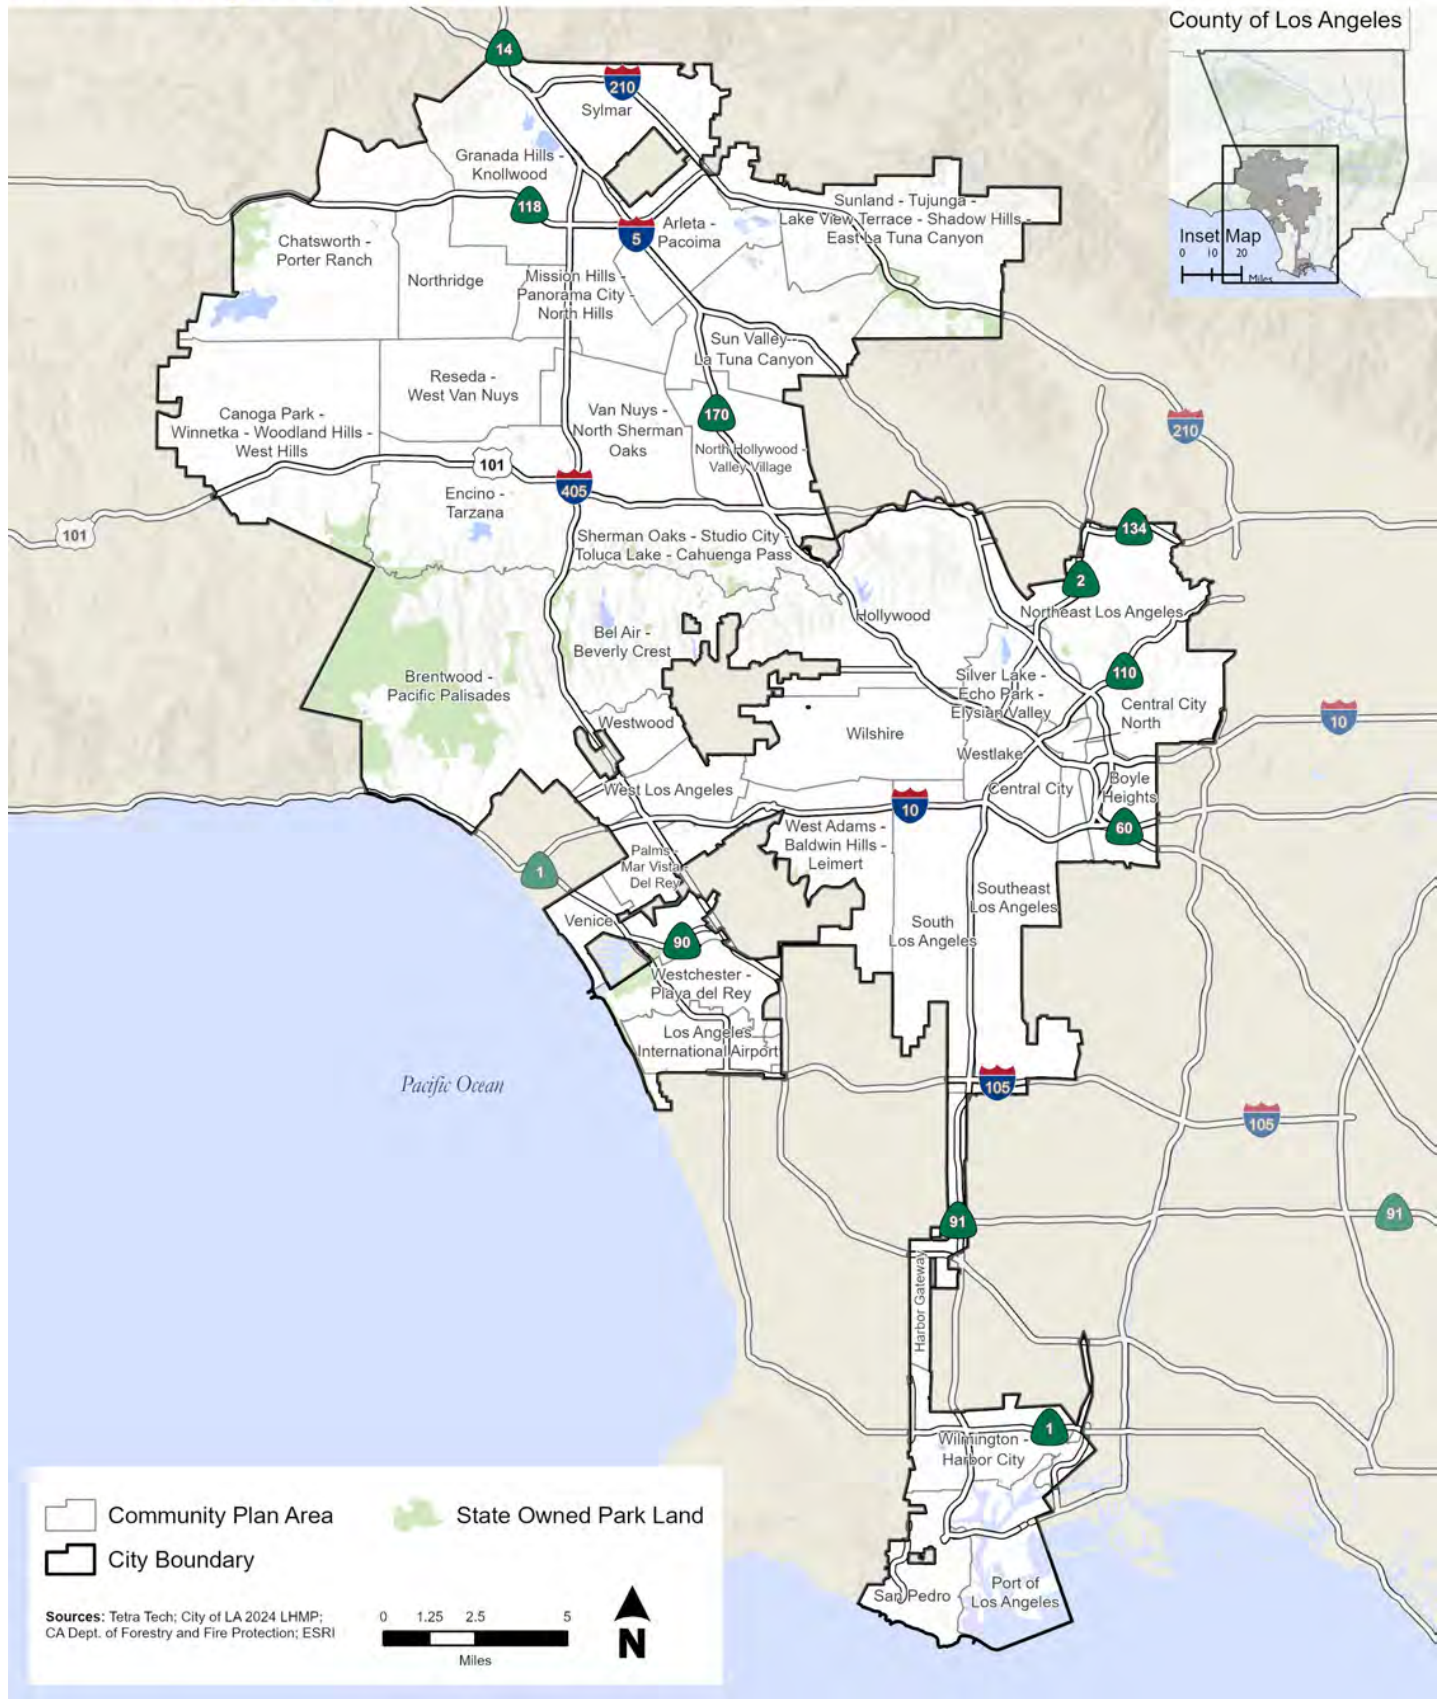 County of Los Angeles
Inset Map
0 10 20
Miles
14
210
Sylmar
Granada Hills -
Knollwood
118
5
Arleta -
Pacoima
Sunland - Tujunga -
Lake View Terrace - Shadow Hills -
East La Tuna Canyon
Chatsworth -
Porter Ranch
Northridge
Mission Hills -
Panorama City -
North Hills
Sun Valley -
La Tuna Canyon
Reseda -
West Van Nuys
Canoga Park -
Winnetka - Woodland Hills -
West Hills
Van Nuys -
North Sherman
Oaks
170
North Hollywood -
Valley Village
210
101
405
Encino -
Tarzana
101
Sherman Oaks - Studio City -
Toluca Lake - Cahuenga Pass
134
2
Northeast Los Angeles
Hollywood
Bel Air -
Beverly Crest
Brentwood -
Pacific Palisades
110
Silver Lake -
Echo Park -
Elysian Valley
Central City
North
10
Westwood
Wilshire
Westlake
West Los Angeles
Central City
Boyle
Heights
10
60
West Adams -
Baldwin Hills -
Leimert
Palms -
Mar Vista -
Del Rey
1
Southeast
Los Angeles
Venice
South
Los Angeles
90
Westchester -
Playa del Rey
Los Angeles
International Airport
Pacific Ocean
105
105
91
91
Harbor Gateway
1
Wilmington -
Harbor City
San Pedro
Port of
Los Angeles
Community Plan Area
State Owned Park Land
City Boundary
Sources: Tetra Tech; City of LA 2024 LHMP;
CA Dept. of Forestry and Fire Protection; ESRI
0 1.25 2.5 5
Miles
N